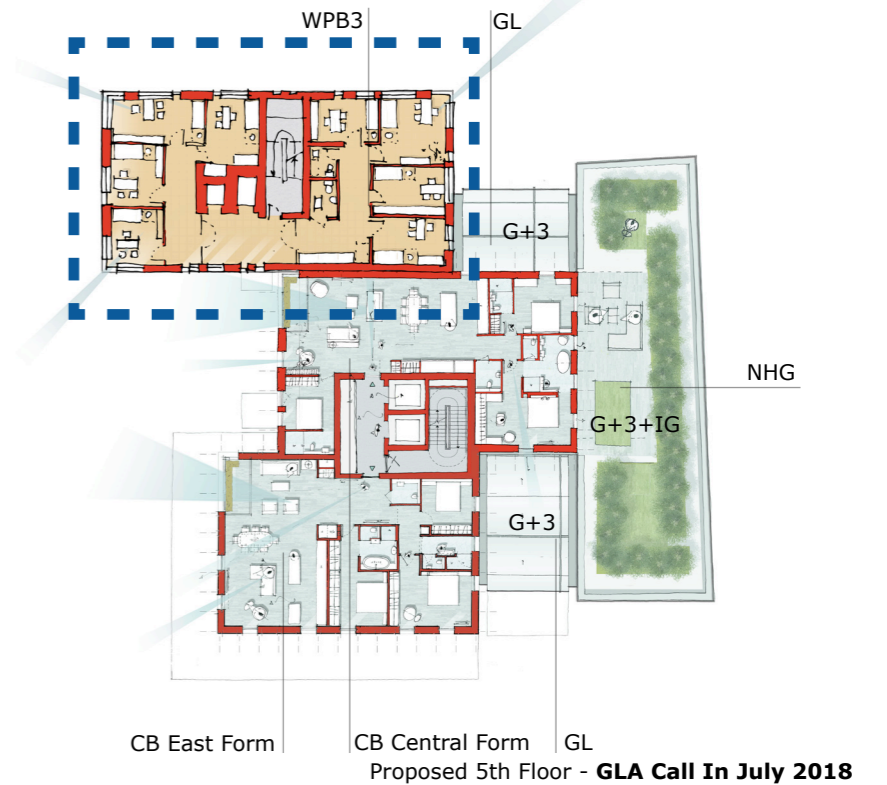 WPB3
GL
G+3
NHG
G+3+IG
G+3
CB East Form
CB Central Form
GL
Proposed 5th Floor - GLA Call In July 2018